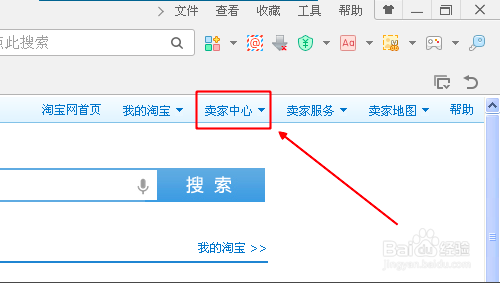 文件 查看 收藏 工具 帮助
点此搜索
淘宝网首页 我的淘宝 卖家中心 卖家服务 卖家地图 帮助
搜 索
我的淘宝 >>
Baidu 经验
jingyan.baidu.com